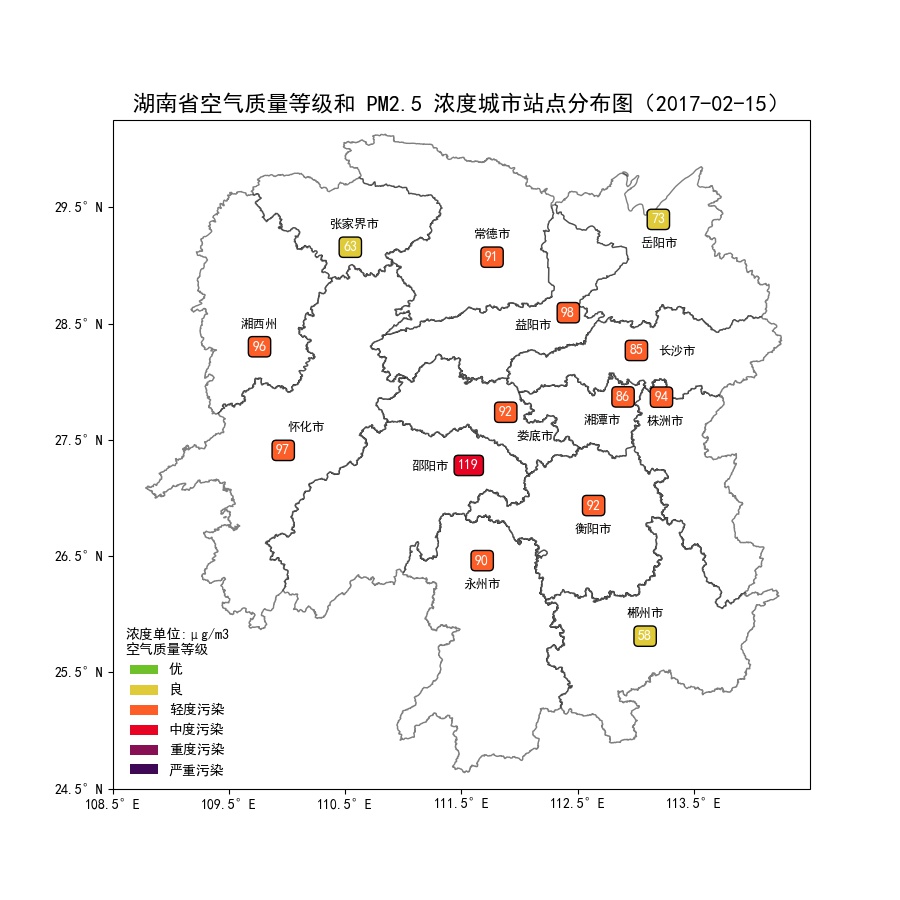 湖南省空气质量等级和 PM2.5 浓度城市站点分布图（2017-02-15）
29.5°N
28.5°N
27.5°N
26.5°N
25.5°N
24.5°N
108.5°E
109.5°E
110.5°E
111.5°E
112.5°E
113.5°E
张家界市
63
常德市
91
73
岳阳市
98
益阳市
湘西州
96
85
长沙市
86
湘潭市
94
株洲市
92
娄底市
怀化市
97
邵阳市
119
92
衡阳市
90
永州市
郴州市
58
浓度单位:μg/m3
空气质量等级
优
良
轻度污染
中度污染
重度污染
严重污染